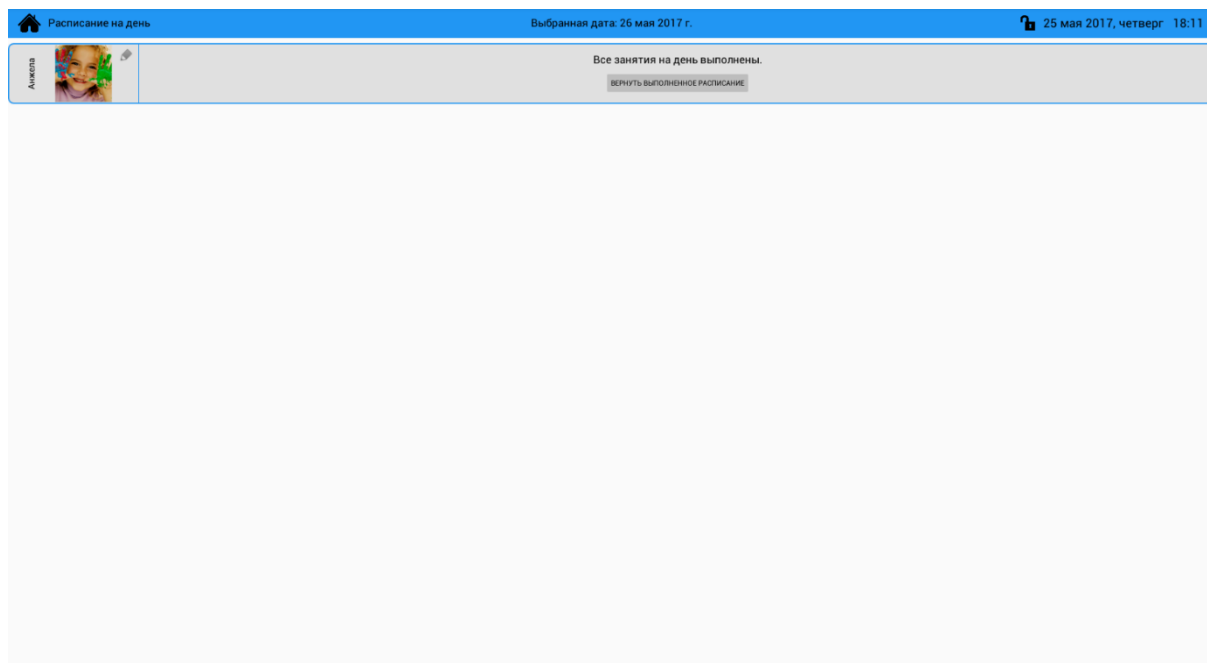 Расписание на день
Выбранная дата: 26 мая 2017 г.
25 мая 2017, четверг 18:11
Анжела
Все занятия на день выполнены.
ВЕРНУТЬ ВЫПОЛНЕННОЕ РАСПИСАНИЕ